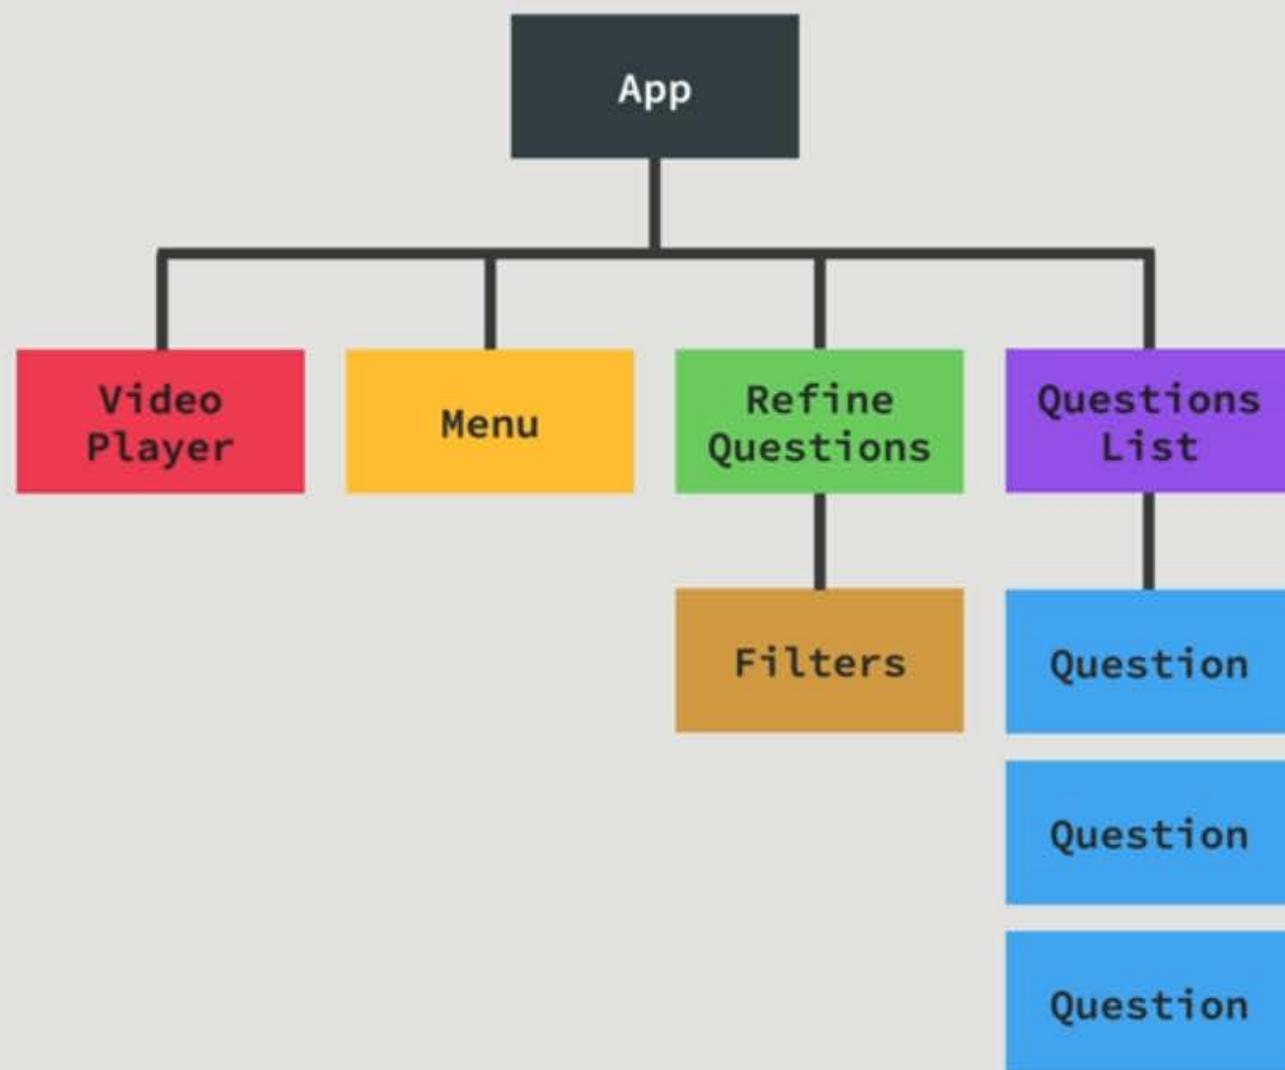 App
Video
Player
Menu
Refine
Questions
Questions
List
Filters
Question
Question
Question